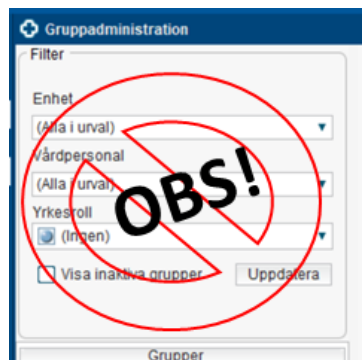 Gruppadministration
Filter
Enhet
(Alla i urval)
Vårdpersonal
(Alla i urval)
OBS!
Yrkesroll
(Ingen)
Visa inaktiva grupper
Uppdatera
Grupper